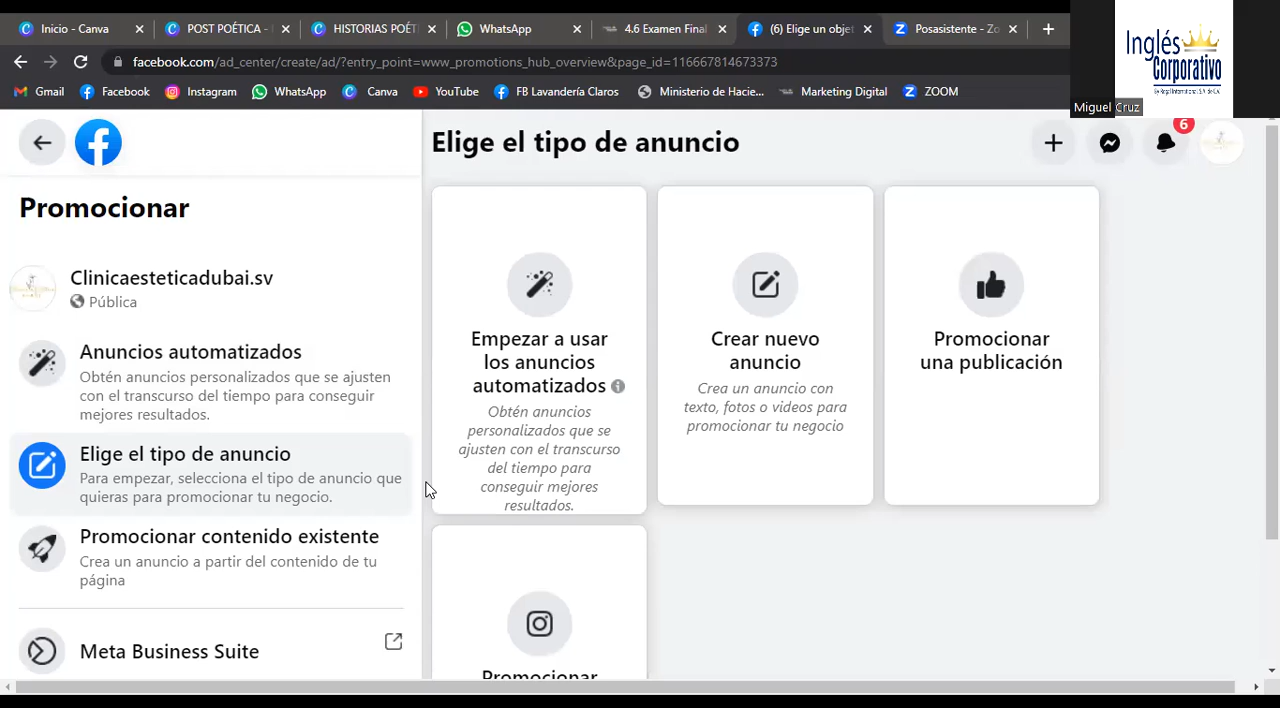 Inicio - Canva
POST POÉTICA -
HISTORIAS POÉT
WhatsApp
4.6 Examen Final
(6) Elige un obje
Posasistente - Zo
facebook.com/ad_center/create/ad/?entry_point=www_promotions_hub_overview&page_id=116667814673373
Gmail
Facebook
Instagram
WhatsApp
Canva
YouTube
FB Lavandería Claros
Ministerio de Hacie...
Marketing Digital
ZOOM
Inglés
Corporativo
by Regal International, S.A. de C.V.
Miguel Cruz
Promocionar
Clinicaesteticadubai.sv
Pública
Anuncios automatizados
Obtén anuncios personalizados que se ajusten
con el transcurso del tiempo para conseguir
mejores resultados.
Elige el tipo de anuncio
Para empezar, selecciona el tipo de anuncio que
quieras para promocionar tu negocio.
Promocionar contenido existente
Crea un anuncio a partir del contenido de tu
página
Meta Business Suite
Elige el tipo de anuncio
6
Empezar a usar
los anuncios
automatizados
Obtén anuncios
personalizados que se
ajusten con el transcurso
del tiempo para
conseguir mejores
resultados.
Crear nuevo
anuncio
Crea un anuncio con
texto, fotos o videos para
promocionar tu negocio
Promocionar
una publicación
Promocionar